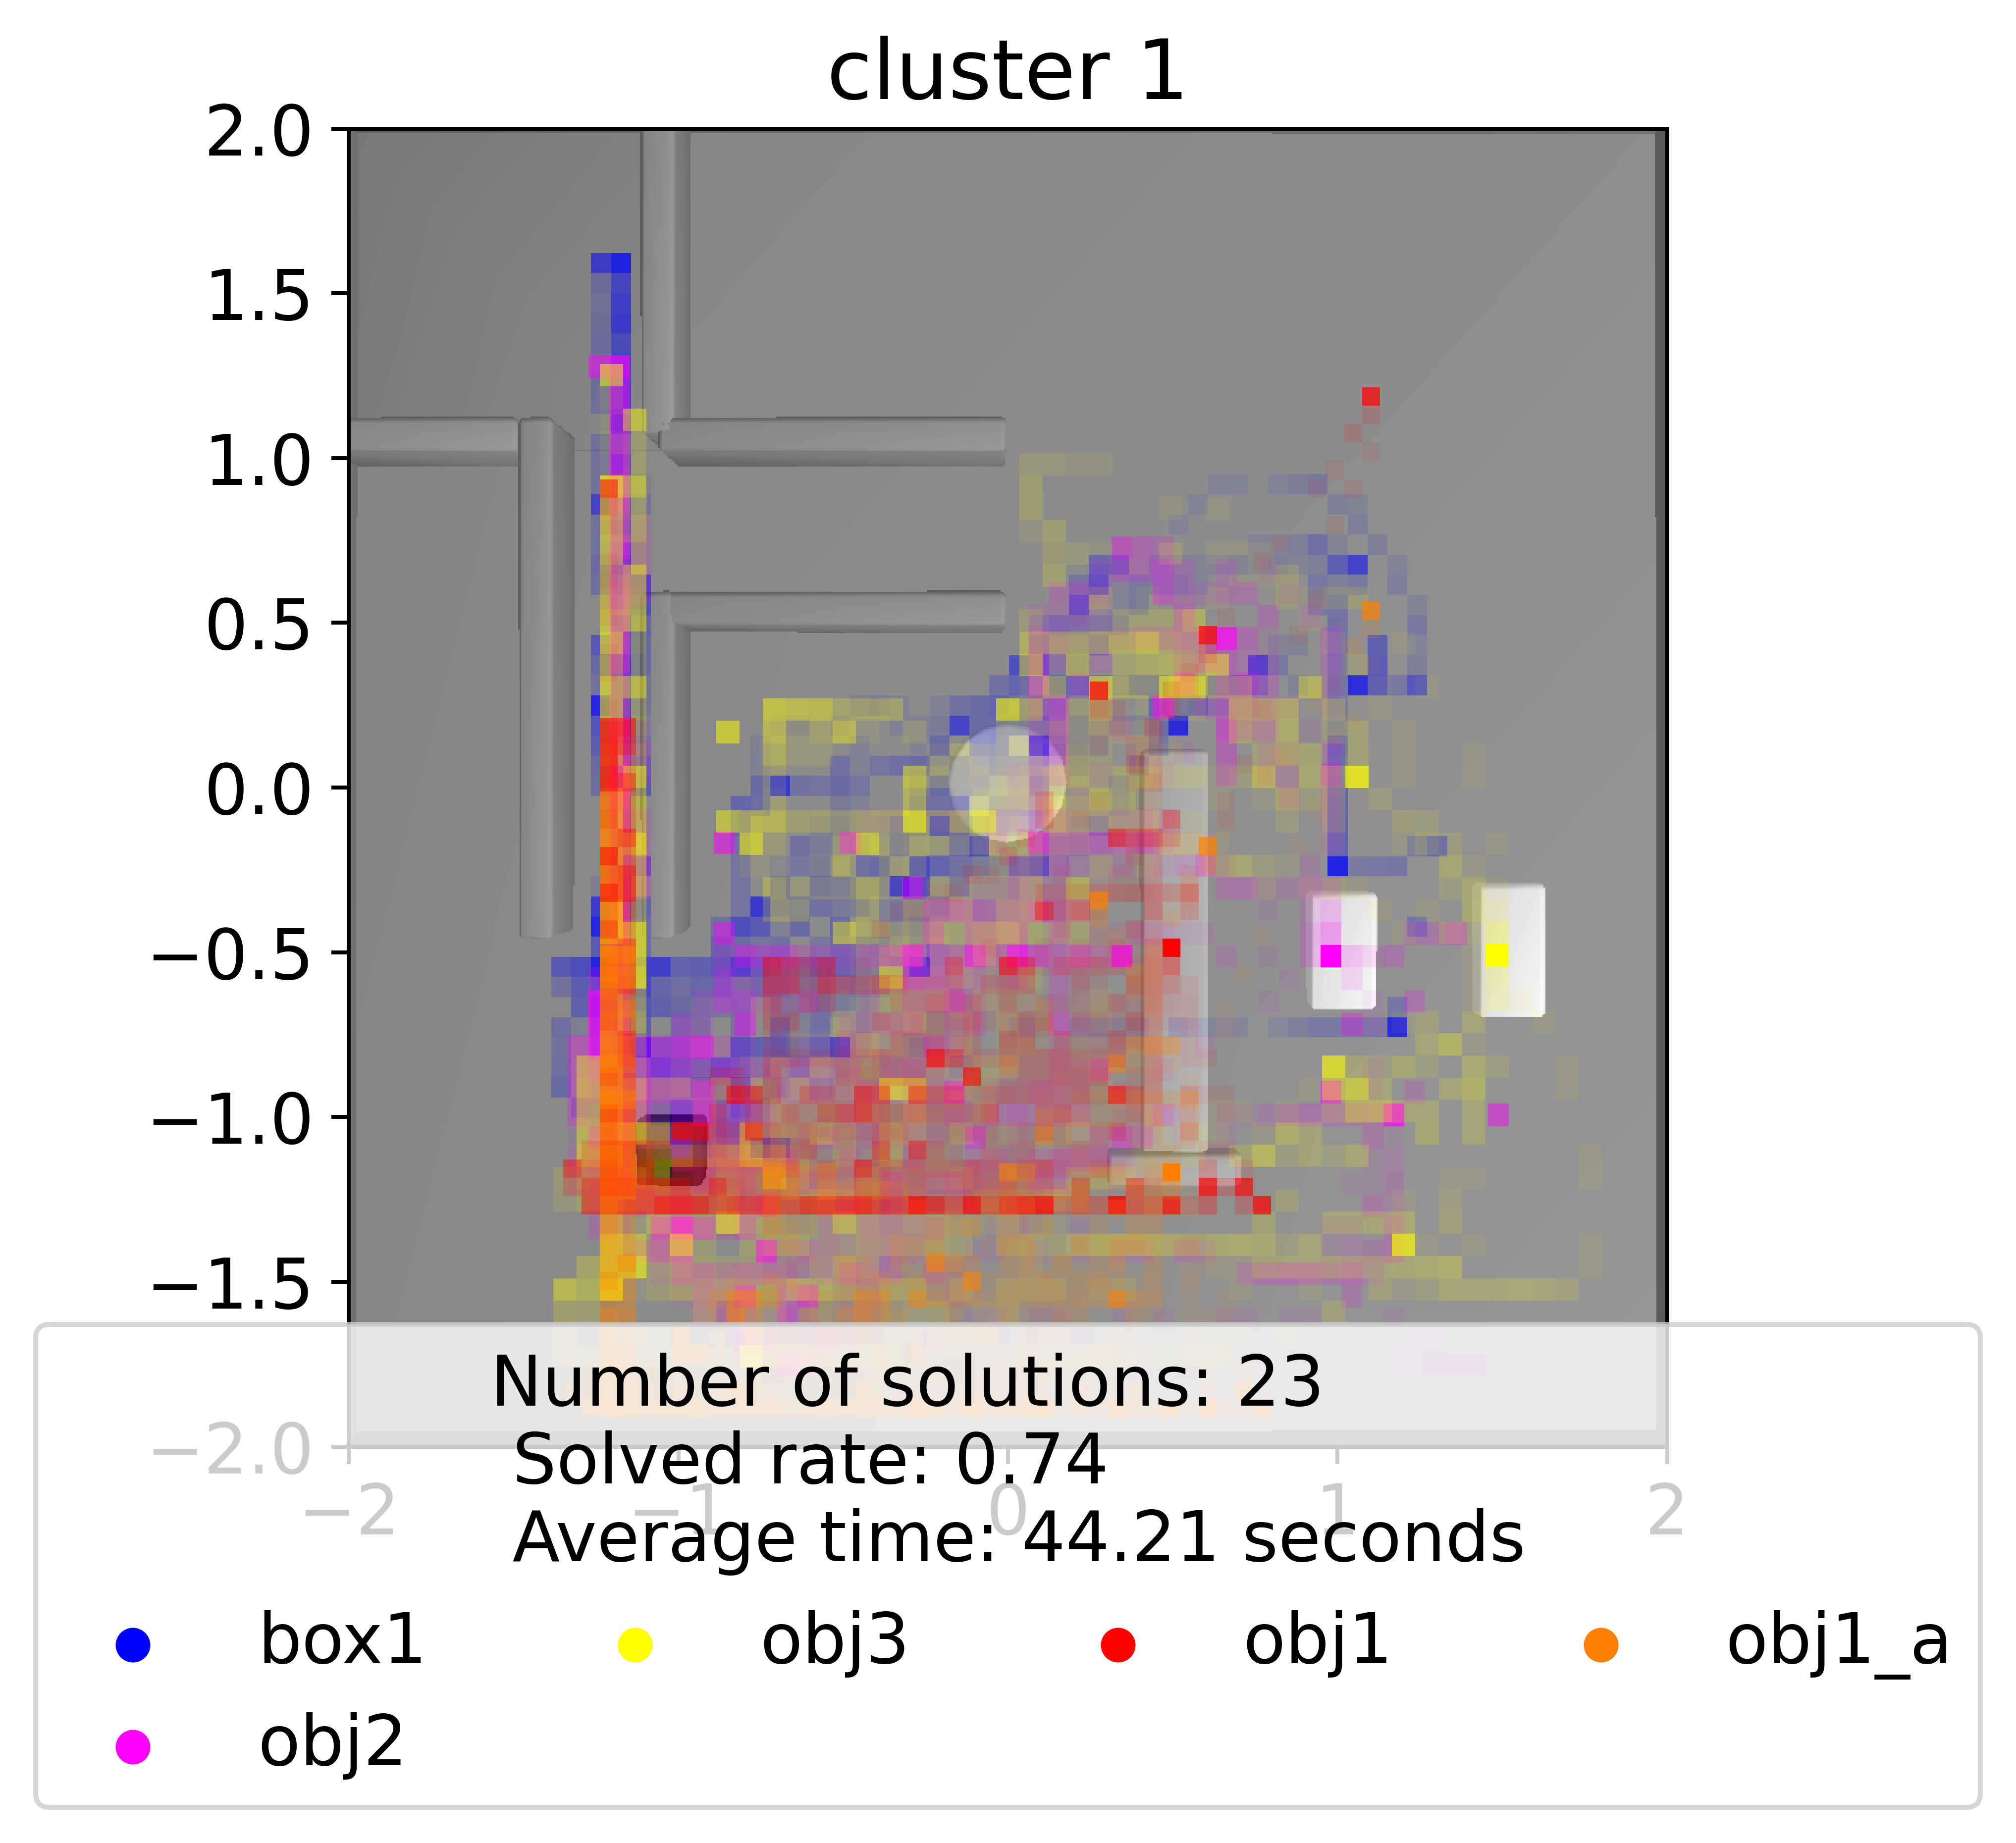 cluster 1
2.0
1.5
1.0
0.5
0.0
−0.5
−1.0
−1.5
−2.0
−2 −1 0 1 2
Number of solutions: 23
Solved rate: 0.74
Average time: 44.21 seconds
box1 obj3 obj1 obj1_a
obj2